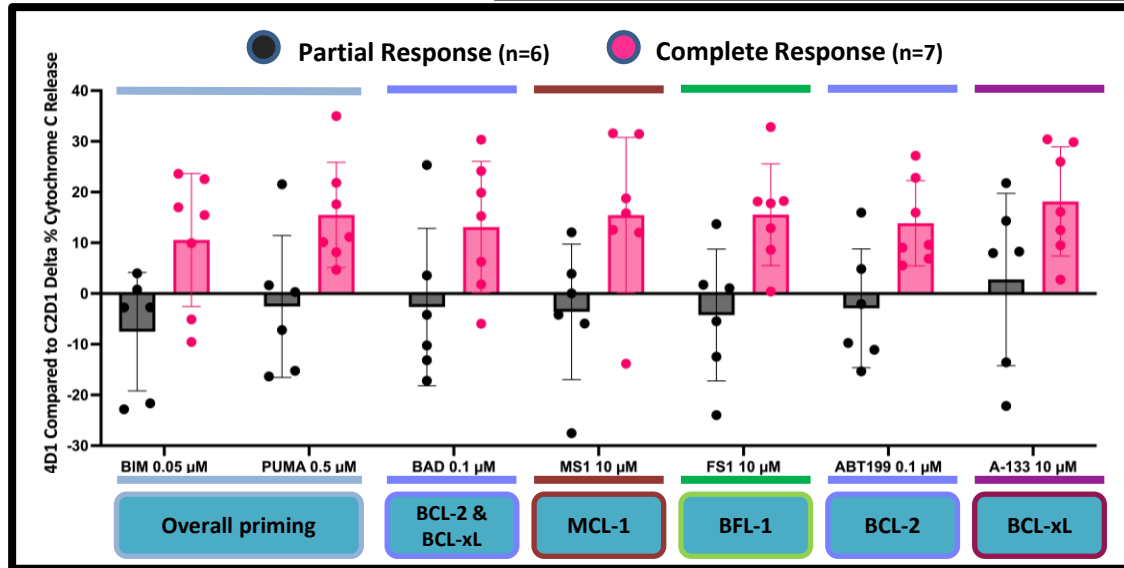 Partial Response (n=6)
Complete Response (n=7)
4D1 Compared to C2D1 Delta % Cytochrome C Release
40
30
20
10
0
-10
-20
-30
BIM 0.05 µM
PUMA 0.5 µM
BAD 0.1 µM
MS1 10 µM
FS1 10 µM
ABT199 0.1 µM
A-133 10 µM
Overall priming
BCL-2 &
BCL-xL
MCL-1
BFL-1
BCL-2
BCL-xL